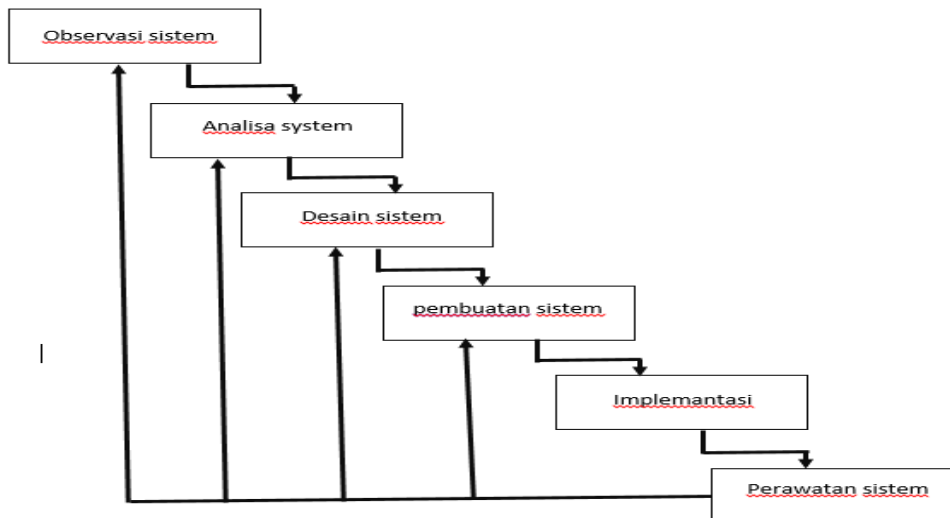 Observasi sistem
Analisa system
Desain sistem
pembuatan sistem
Implemantasi
Perawatan sistem